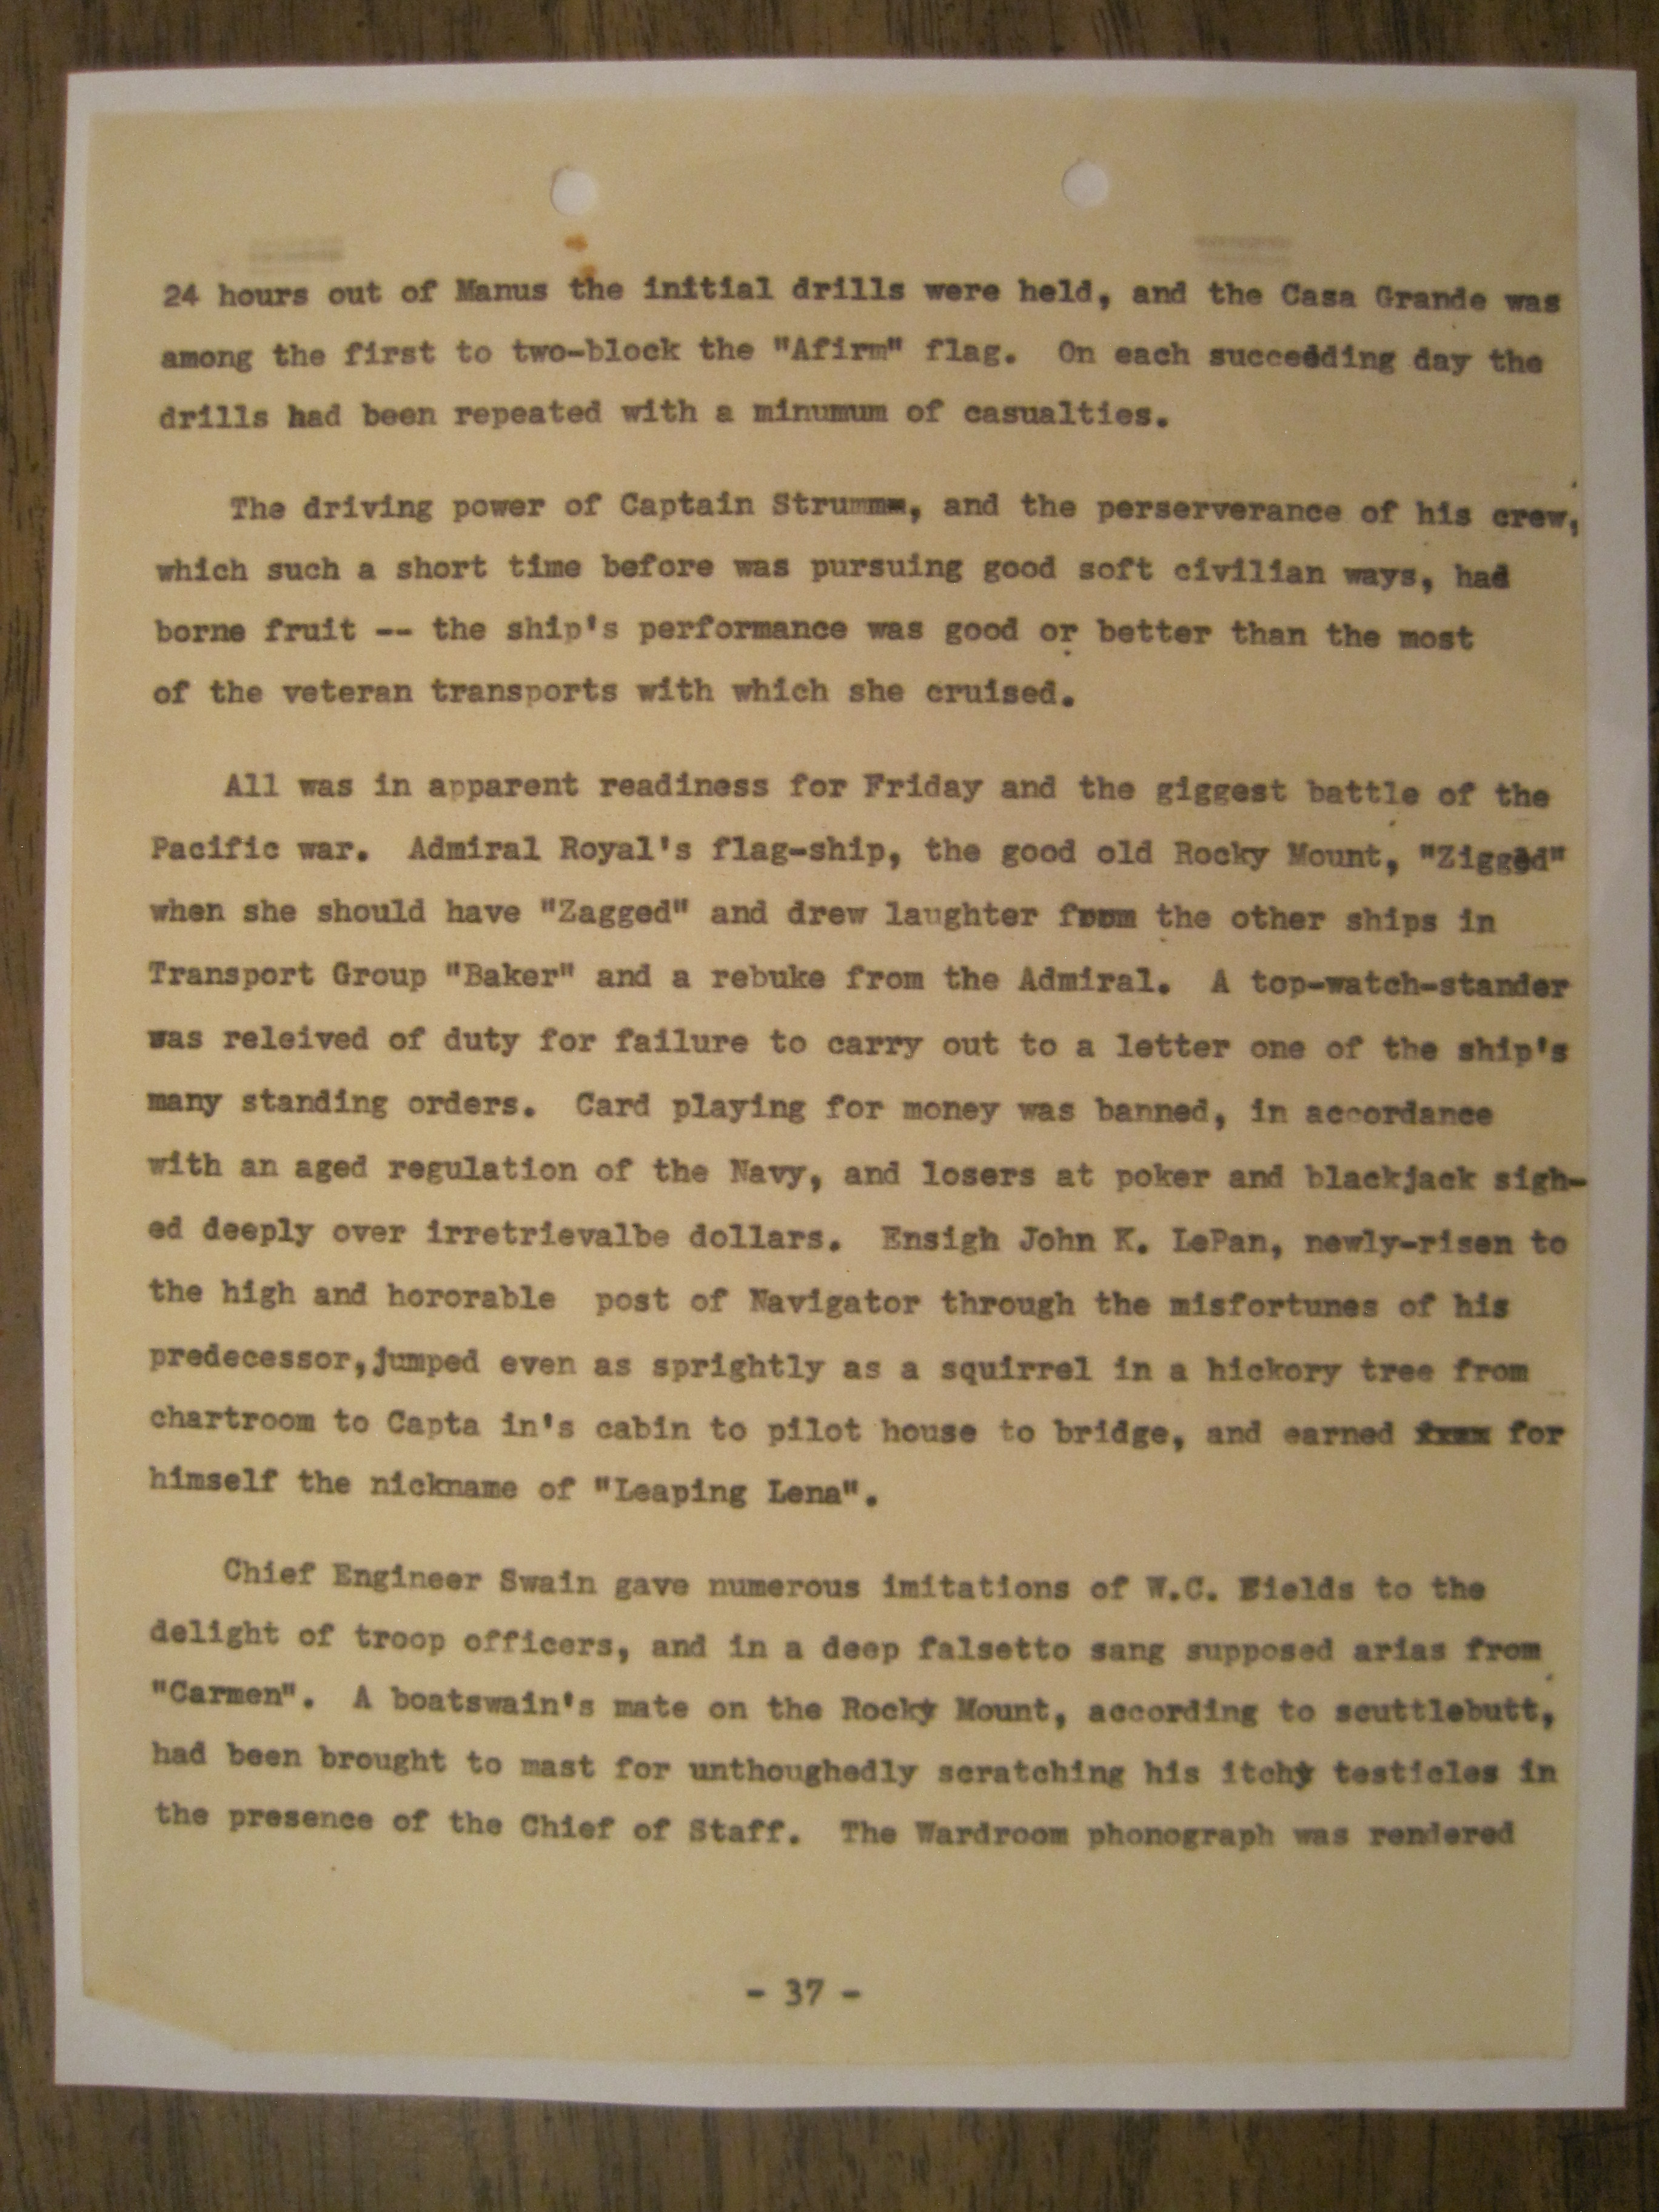 24 hours out of Manus the initial drills were held, and the Casa Grande was
among the first to two-block the "Afirm" flag.  On each succeeding day the
drills had been repeated with a minumum of casualties.
The driving power of Captain Strumm, and the perserverance of his crew,
which such a short time before was pursuing good soft civilian ways, had
borne fruit -- the ship's performance was good or better than the most
of the veteran transports with which she cruised.
All was in apparent readiness for Friday and the giggest battle of the
Pacific war.  Admiral Royal's flag-ship, the good old Rocky Mount, "Zigged"
when she should have "Zagged" and drew laughter from the other ships in
Transport Group "Baker" and a rebuke from the Admiral.  A top-watch-stander
was releived of duty for failure to carry out to a letter one of the ship's
many standing orders.  Card playing for money was banned, in accordance
with an aged regulation of the Navy, and losers at poker and blackjack sigh-
ed deeply over irretrievalbe dollars.  Ensigh John K. LePan, newly-risen to
the high and hororable  post of Navigator through the misfortunes of his
predecessor,jumped even as sprightly as a squirrel in a hickory tree from
chartroom to Capta in's cabin to pilot house to bridge, and earned for
himself the nickname of "Leaping Lena".
Chief Engineer Swain gave numerous imitations of W.C. Fields to the
delight of troop officers, and in a deep falsetto sang supposed arias from
"Carmen".  A boatswain's mate on the Rocky Mount, according to scuttlebutt,
had been brought to mast for unthoughedly scratching his itchy testicles in
the presence of the Chief of Staff.  The Wardroom phonograph was rendered
- 37 -